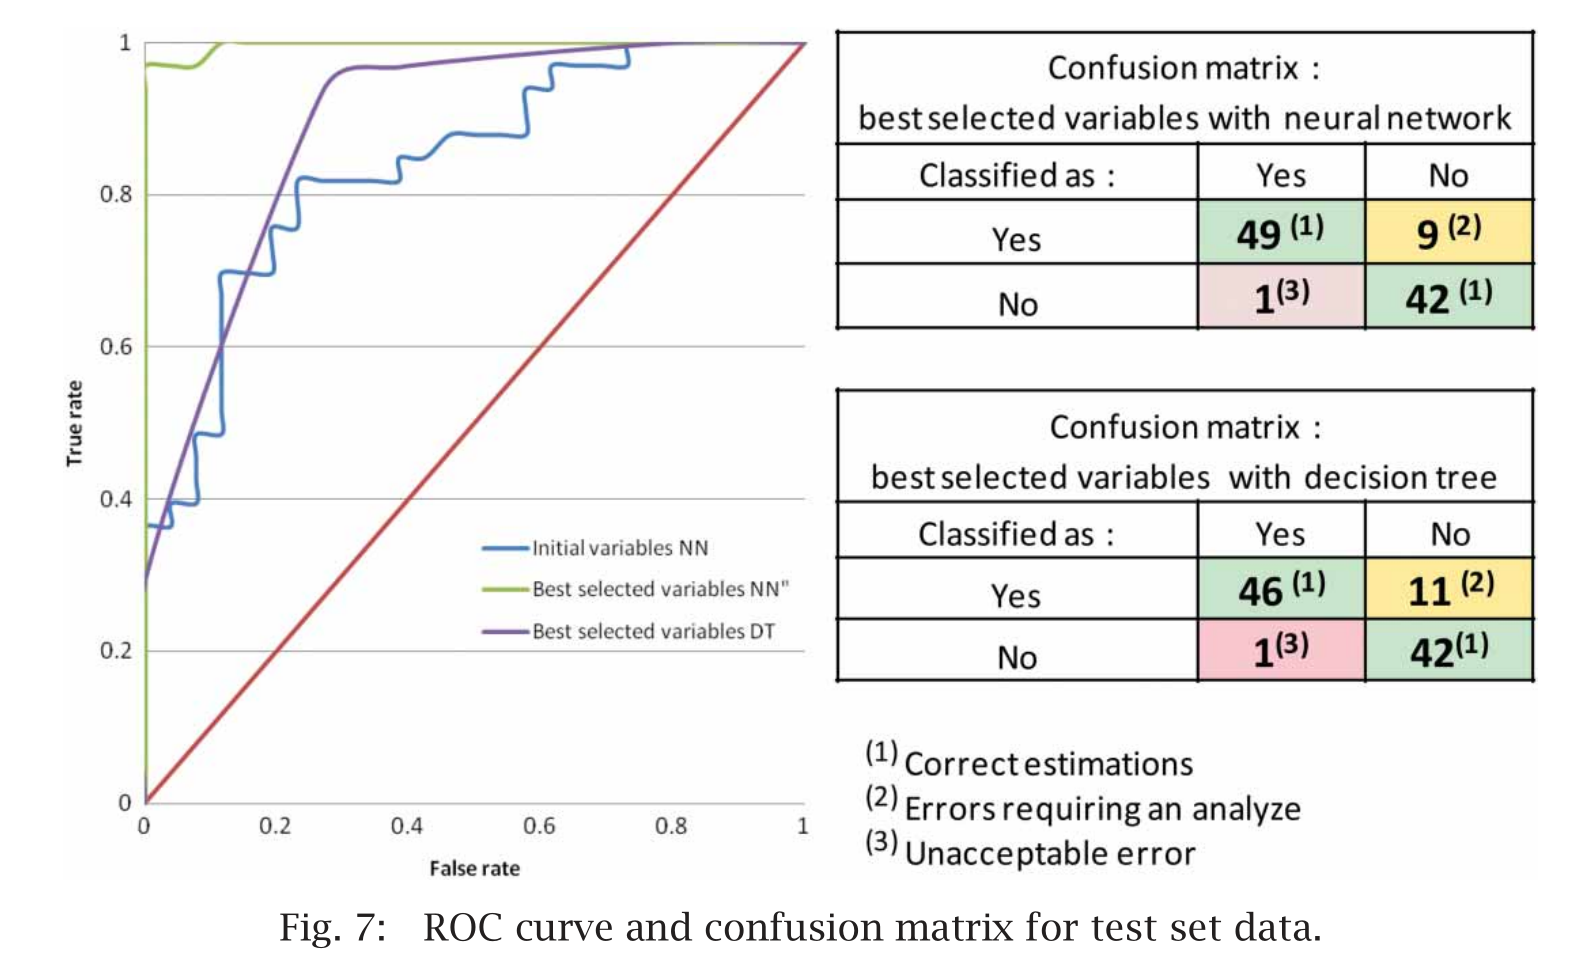 1
0.8
0.6
0.4
0.2
0
0 0.2 0.4 0.6 0.8 1
True rate
False rate
Initial variables NN
Best selected variables NN"
Best selected variables DT
Confusion matrix :
best selected variables with neural network
Classified as : Yes No
Yes 49 (1) 9 (2)
No 1(3) 42 (1)
Confusion matrix :
best selected variables with decision tree
Classified as : Yes No
Yes 46 (1) 11 (2)
No 1(3) 42(1)
(1) Correct estimations
(2) Errors requiring an analyze
(3) Unacceptable error
Fig. 7: ROC curve and confusion matrix for test set data.